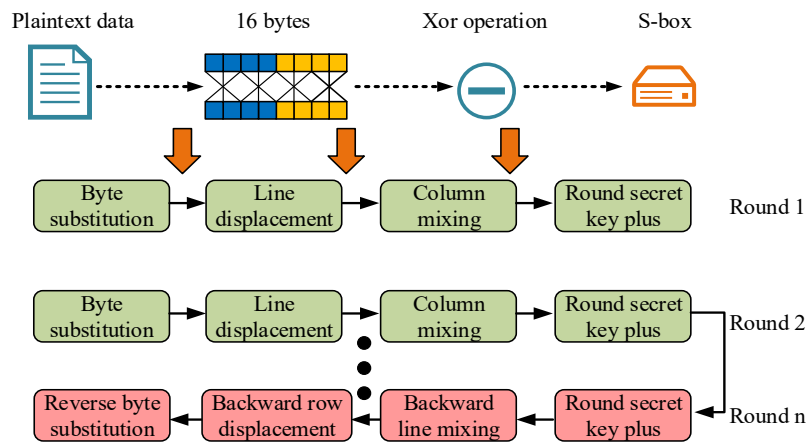 Plaintext data
16 bytes
Xor operation
S-box
Byte
substitution
Line
displacement
Column
mixing
Round secret
key plus
Round 1
Byte
substitution
Line
displacement
Column
mixing
Round secret
key plus
Round 2
Reverse byte
substitution
Backward row
displacement
Backward
line mixing
Round secret
key plus
Round n